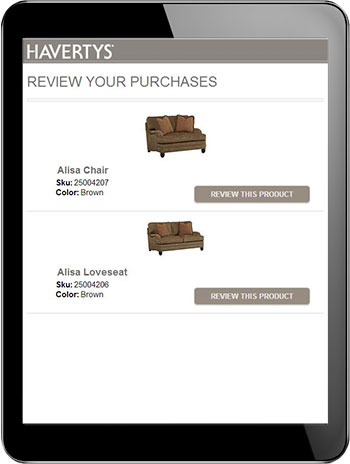 HAVERTYS®
REVIEW YOUR PURCHASES
Alisa Chair
Sku: 25004207
Color: Brown
REVIEW THIS PRODUCT
Alisa Loveseat
Sku: 25004206
Color: Brown
REVIEW THIS PRODUCT